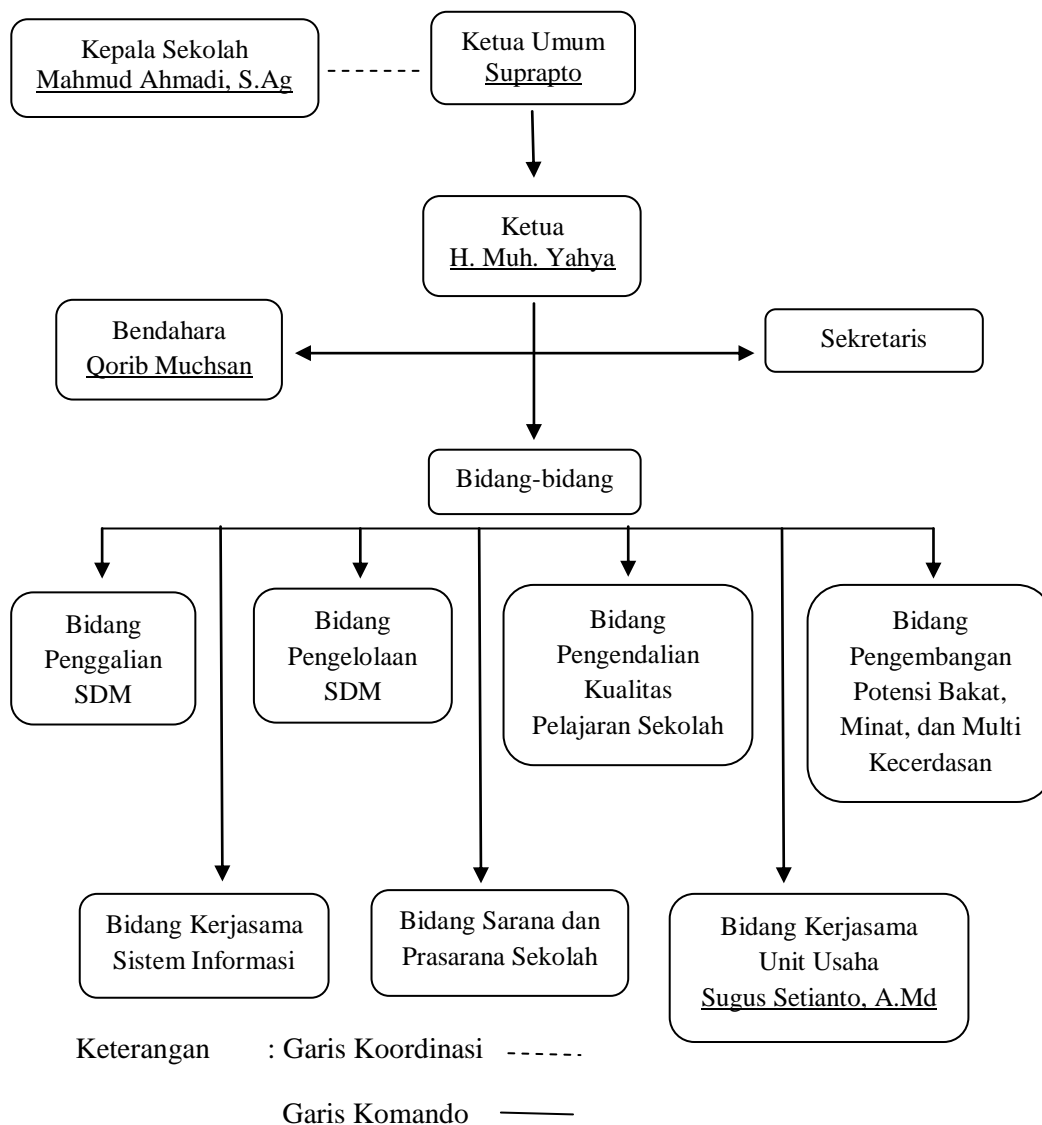 Kepala Sekolah
Mahmud Ahmadi, S.Ag
Ketua Umum
Suprapto
Ketua
H. Muh. Yahya
Bendahara
Qorib Muchsan
Sekretaris
Bidang-bidang
Bidang
Penggalian
SDM
Bidang
Pengelolaan
SDM
Bidang
Pengendalian
Kualitas
Pelajaran Sekolah
Bidang
Pengembangan
Potensi Bakat,
Minat, dan Multi
Kecerdasan
Bidang Kerjasama
Sistem Informasi
Bidang Sarana dan
Prasarana Sekolah
Bidang Kerjasama
Unit Usaha
Sugus Setianto, A.Md
Keterangan : Garis Koordinasi
Garis Komando